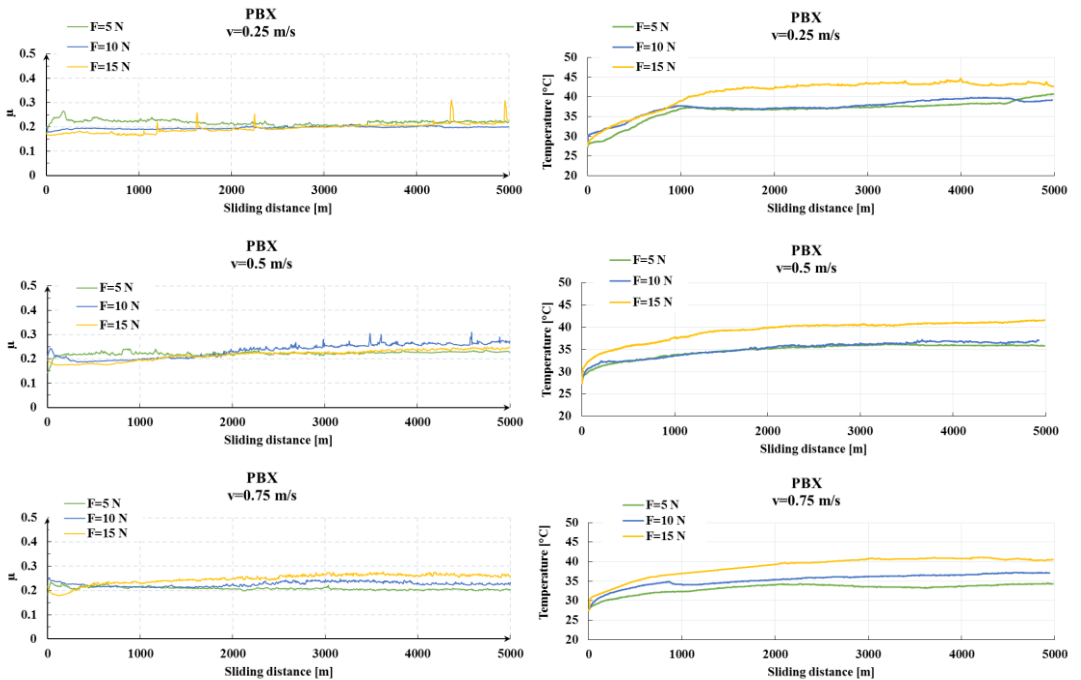 PBX
v=0.25 m/s
F=5 N
F=10 N
F=15 N
0.5
0.4
0.3
0.2
0.1
0
μ
0 1000 2000 3000 4000 5000
Sliding distance [m]
PBX
v=0.25 m/s
F=5 N
F=10 N
F=15 N
50
45
40
35
30
25
20
Temperature [°C]
0 1000 2000 3000 4000 5000
Sliding distance [m]
PBX
v=0.5 m/s
F=5 N
F=10 N
F=15 N
0.5
0.4
0.3
0.2
0.1
0
μ
0 1000 2000 3000 4000 5000
Sliding distance [m]
PBX
v=0.5 m/s
F=5 N
F=10 N
F=15 N
50
45
40
35
30
25
20
Temperature [°C]
0 1000 2000 3000 4000 5000
Sliding distance [m]
PBX
v=0.75 m/s
F=5 N
F=10 N
F=15 N
0.5
0.4
0.3
0.2
0.1
0
μ
0 1000 2000 3000 4000 5000
Sliding distance [m]
PBX
v=0.75 m/s
F=5 N
F=10 N
F=15 N
50
45
40
35
30
25
20
Temperature [°C]
0 1000 2000 3000 4000 5000
Sliding distance [m]